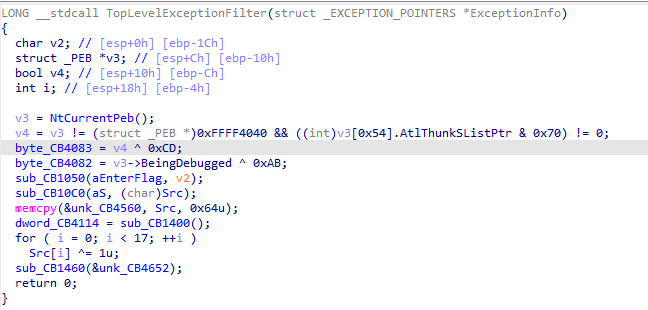 LONG __stdcall TopLevelExceptionFilter(struct _EXCEPTION_POINTERS *ExceptionInfo)
{
char v2; // [esp+0h] [ebp-1Ch]
struct _PEB *v3; // [esp+Ch] [ebp-10h]
bool v4; // [esp+10h] [ebp-Ch]
int i; // [esp+18h] [ebp-4h]
v3 = NtCurrentPeb();
v4 = v3 != (struct _PEB *)0xFFFF4040 && ((int)v3[0x54].AtlThunkSListPtr & 0x70) != 0;
byte_CB4083 = v4 ^ 0xCD;
byte_CB4082 = v3->BeingDebugged ^ 0xAB;
sub_CB1050(aEnterFlag, v2);
sub_CB10C0(aS, (char)Src);
memcpy(&unk_CB4560, Src, 0x64u);
dword_CB4114 = sub_CB1400();
for ( i = 0; i < 17; ++i )
Src[i] ^= 1u;
sub_CB1460(&unk_CB4652);
return 0;
}